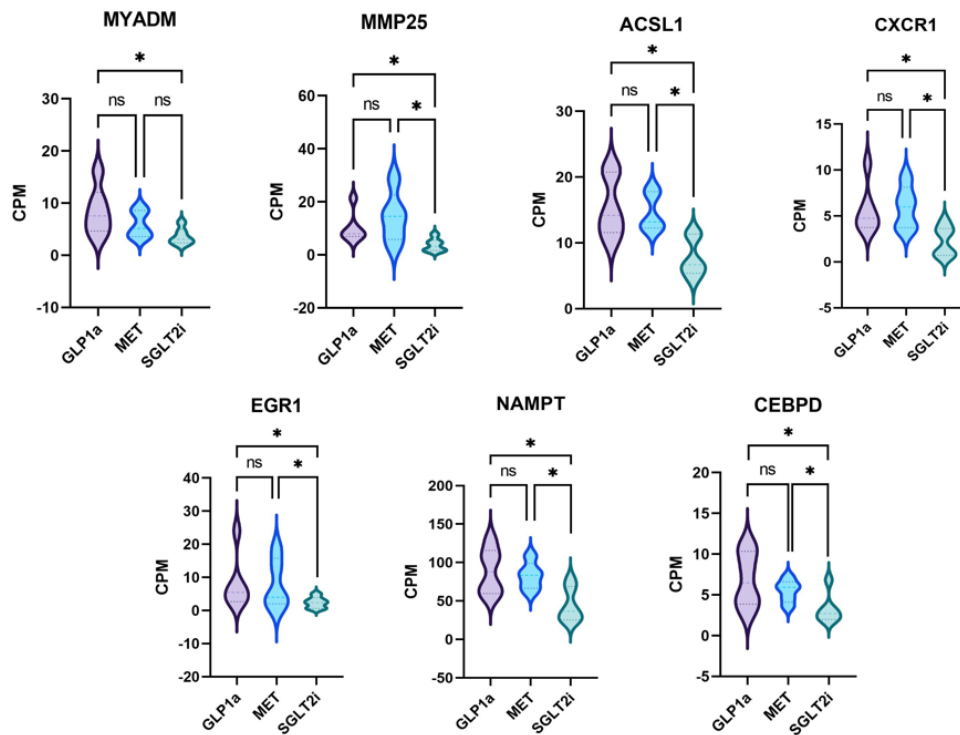 MYADM
*
ns ns
30
20
10
0
-10
CPM
GLP1a
MET
SGLT2i
MMP25
*
ns *
60
40
20
0
-20
CPM
GLP1a
MET
SGLT2i
ACSL1
*
ns *
30
20
10
0
CPM
GLP1a
MET
SGLT2i
CXCR1
*
ns *
15
10
5
0
-5
CPM
GLP1a
MET
SGLT2i
EGR1
*
ns *
40
30
20
10
0
-10
-20
CPM
GLP1a
MET
SGLT2i
NAMPT
*
ns *
200
150
100
50
0
-50
CPM
GLP1a
MET
SGLT2i
CEBPD
*
ns *
20
15
10
5
0
-5
CPM
GLP1a
MET
SGLT2i